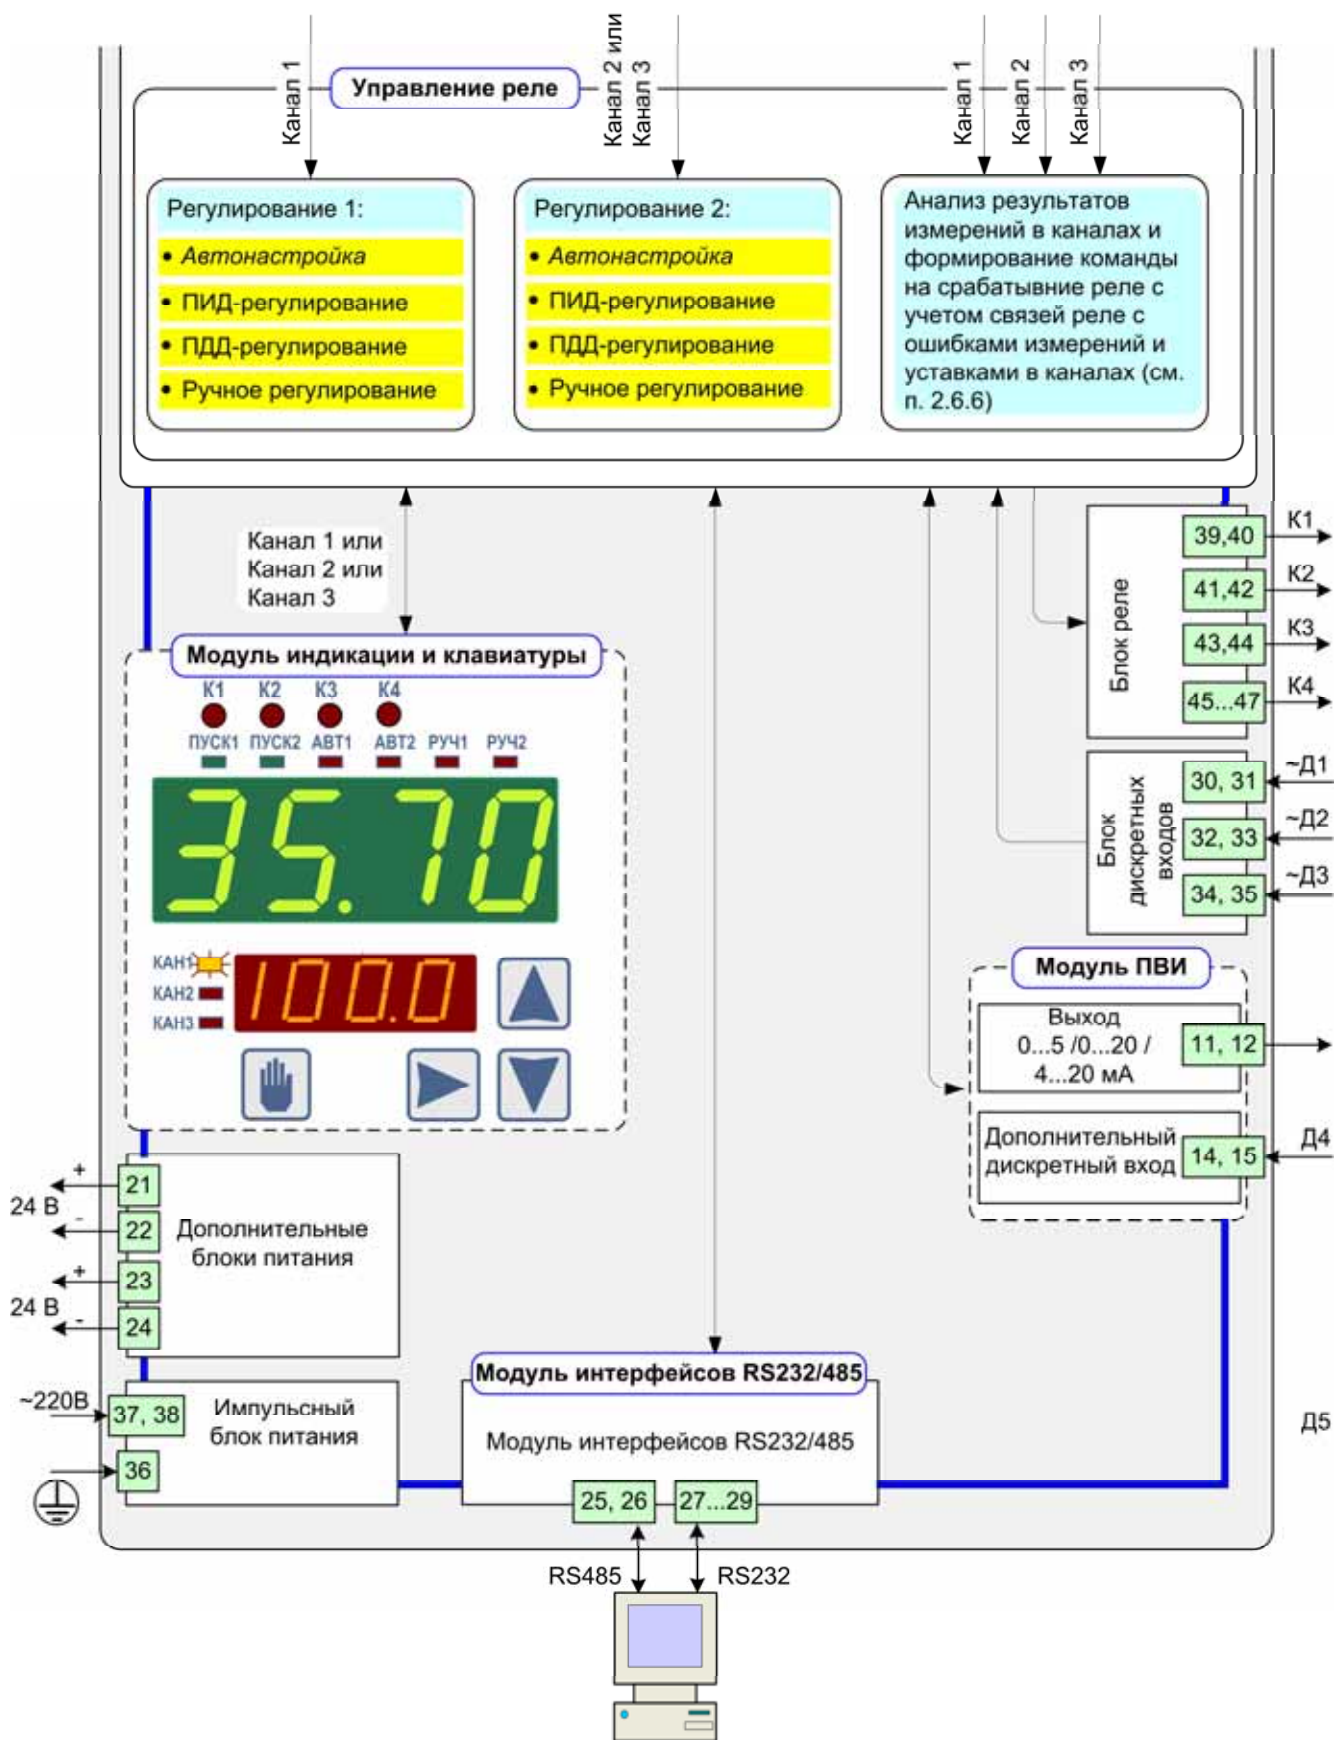 Канал 1
Канал 2 или
Канал 3
Канал 1
Канал 2
Канал 3
Управление реле
Регулирование 1:
• Автонастройка
• ПИД-регулирование
• ПДД-регулирование
• Ручное регулирование
Регулирование 2:
• Автонастройка
• ПИД-регулирование
• ПДД-регулирование
• Ручное регулирование
Анализ результатов
измерений в каналах и
формирование команды
на срабатывние реле с
учетом связей реле с
ошибками измерений и
уставками в каналах (см.
п. 2.6.6)
Канал 1 или
Канал 2 или
Канал 3
Блок реле
39,40
К1
41,42
К2
43,44
К3
45...47
К4
Модуль индикации и клавиатуры
К1 К2 К3 К4
ПУСК1 ПУСК2 АВТ1 АВТ2 РУЧ1 РУЧ2
35.70
КАН1
КАН2
КАН3
100.0
Блок
дискретных
входов
30, 31
~Д1
32, 33
~Д2
34, 35
~Д3
Модуль ПВИ
Выход
0...5 /0...20 /
4...20 мА
11, 12
Дополнительный
дискретный вход
14, 15
Д4
+
24 В
-
+
24 В
-
21
22
23
24
Дополнительные
блоки питания
~220В
37, 38
36
Импульсный
блок питания
Модуль интерфейсов RS232/485
Модуль интерфейсов RS232/485
25, 26
27...29
Д5
RS485
RS232